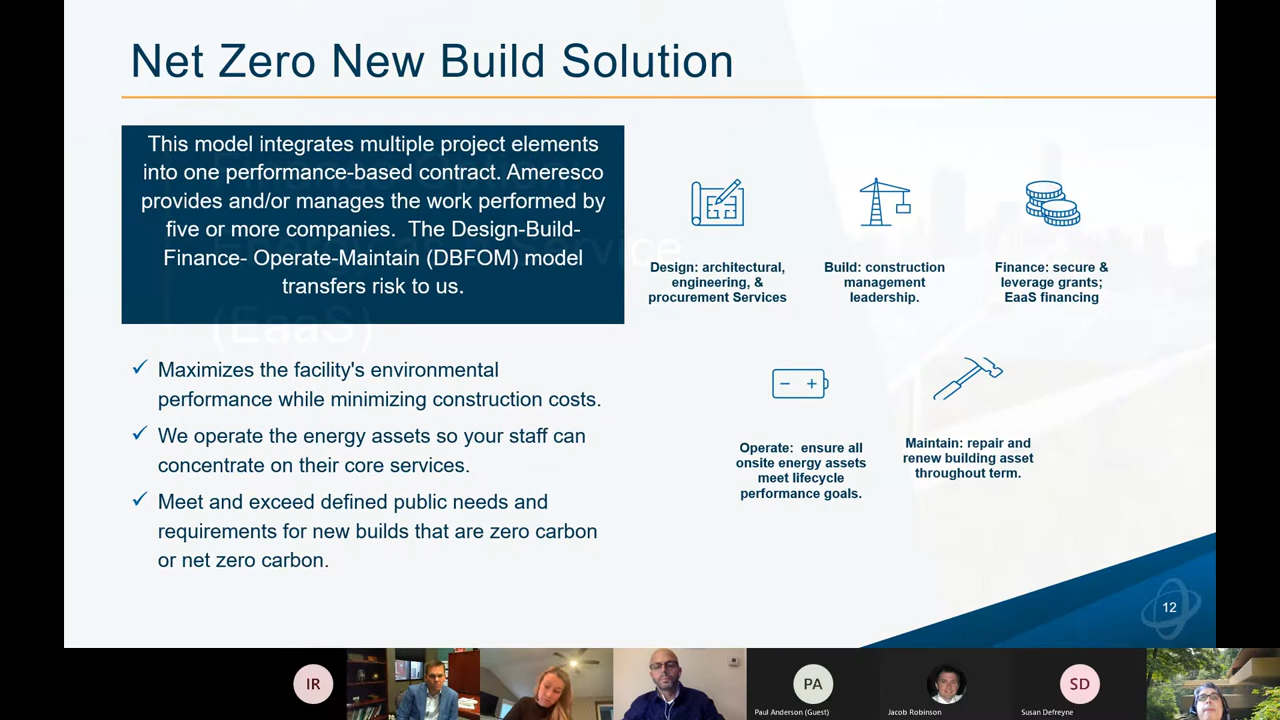 Net Zero New Build Solution
This model integrates multiple project elements
into one performance-based contract. Ameresco
provides and/or manages the work performed by
five or more companies.  The Design-Build-
Finance- Operate-Maintain (DBFOM) model
transfers risk to us.
(EaaS)
Maximizes the facility's environmental
performance while minimizing construction costs.
We operate the energy assets so your staff can
concentrate on their core services.
Meet and exceed defined public needs and
requirements for new builds that are zero carbon
or net zero carbon.
Design: architectural,
engineering, &
procurement Services
Build: construction
management
leadership.
Finance: secure &
leverage grants;
EaaS financing
Operate:  ensure all
onsite energy assets
meet lifecycle
performance goals.
Maintain: repair and
renew building asset
throughout term.
12
IR
PA
Paul Anderson (Guest)
Jacob Robinson
SD
Susan Defreyne